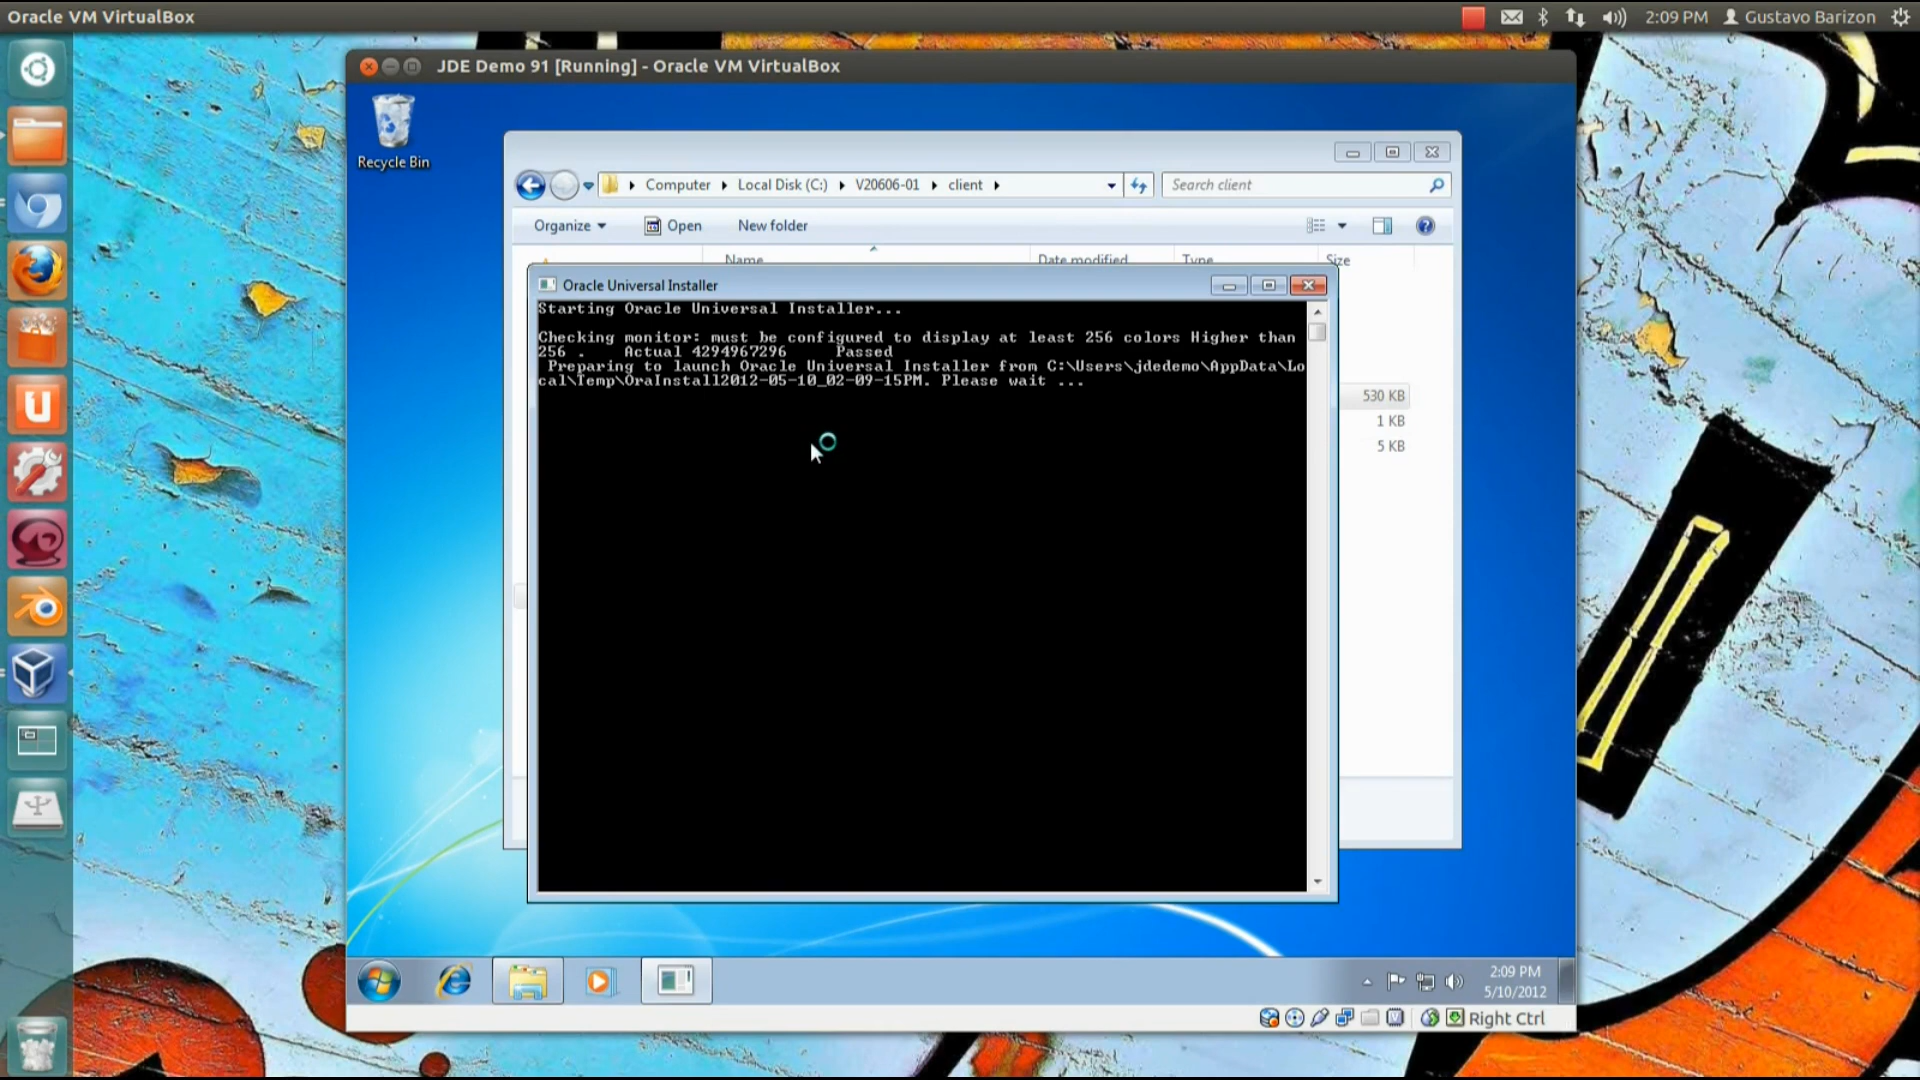 Oracle VM VirtualBox
2:09 PM
Gustavo Barizon
JDE Demo 91 [Running] - Oracle VM VirtualBox
Recycle Bin
Computer
Local Disk (C:)
V20606-01
client
Search client
Organize
Open
New folder
Name
Date modified
Type
Size
530 KB
1 KB
5 KB
Oracle Universal Installer
Starting Oracle Universal Installer...
Checking monitor: must be configured to display at least 256 colors Higher than
256 .    Actual 4294967296     Passed
Preparing to launch Oracle Universal Installer from C:\Users\jdedemo\AppData\Lo
cal\Temp\OraInstall2012-05-10_02-09-15PM. Please wait ...
2:09 PM
5/10/2012
Right Ctrl